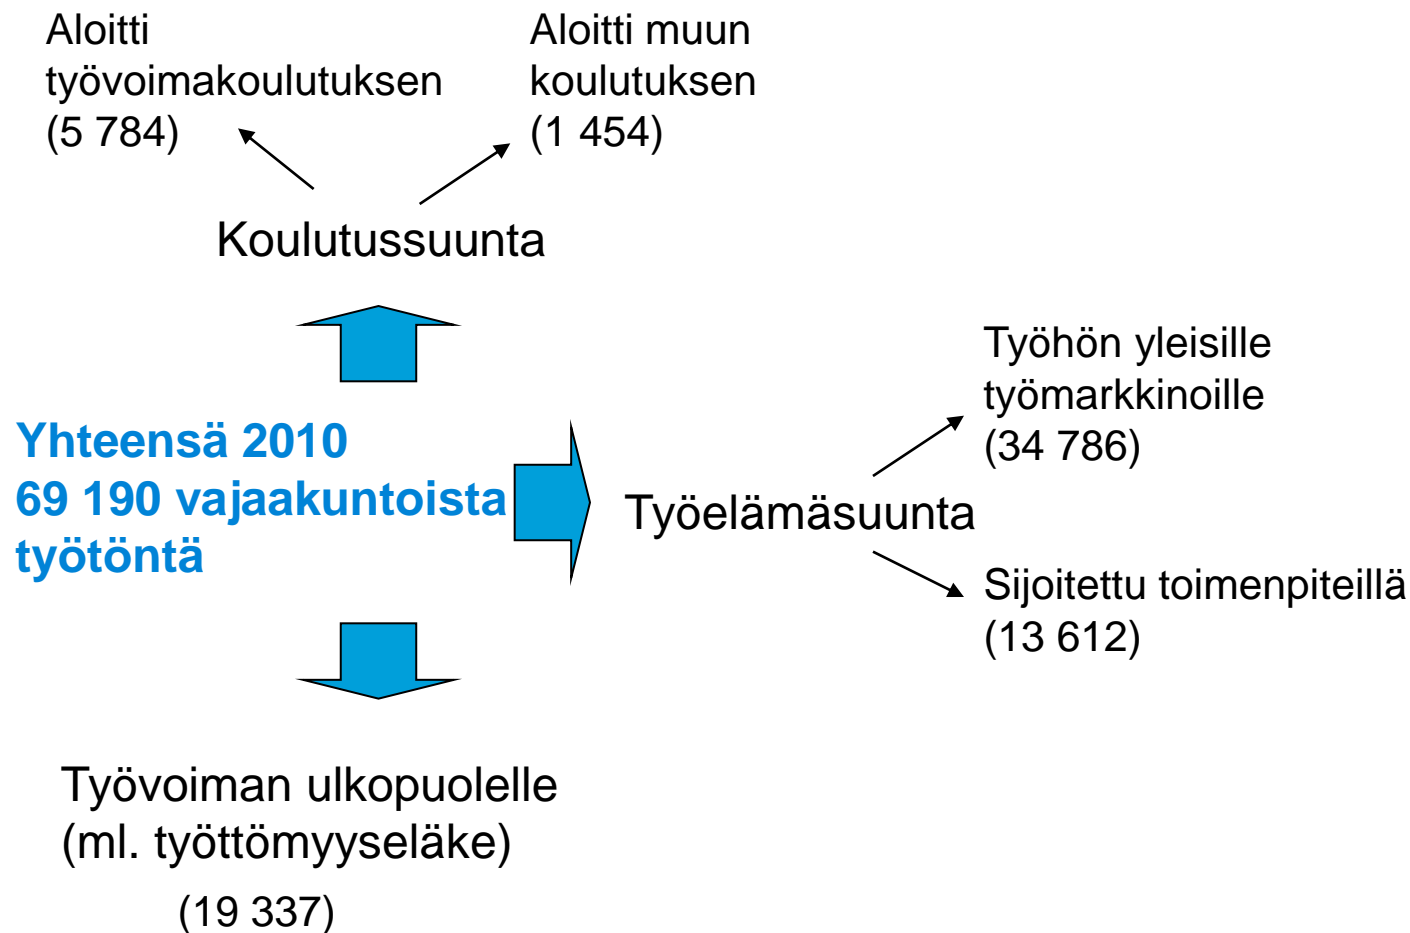 Aloitti
työvoimakoulutuksen
(5 784)
Aloitti muun
koulutuksen
(1 454)
Koulutussuunta
Yhteensä 2010
69 190 vajaakuntoista
työtöntä
Työelämäsuunta
Työhön yleisille
työmarkkinoille
(34 786)
Sijoitettu toimenpiteillä
(13 612)
Työvoiman ulkopuolelle
(ml. työttömyyseläke)
(19 337)